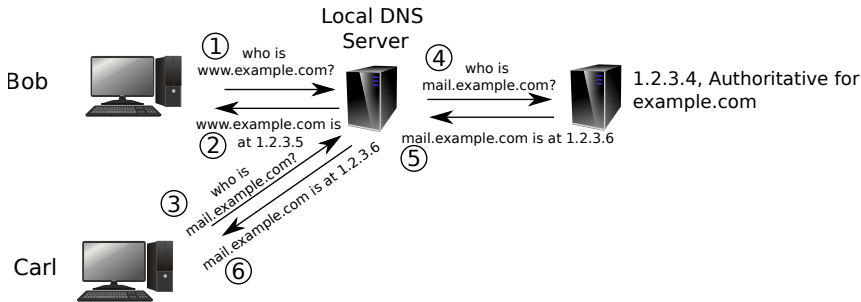 Local DNS
Server
①
who is
www.example.com?
④
who is
mail.example.com?
Bob
1.2.3.4, Authoritative for
example.com
www.example.com is
at 1.2.3.5
②
mail.example.com is at 1.2.3.6
⑤
③
who is
mail.example.com?
mail.example.com is at 1.2.3.6
⑥
Carl